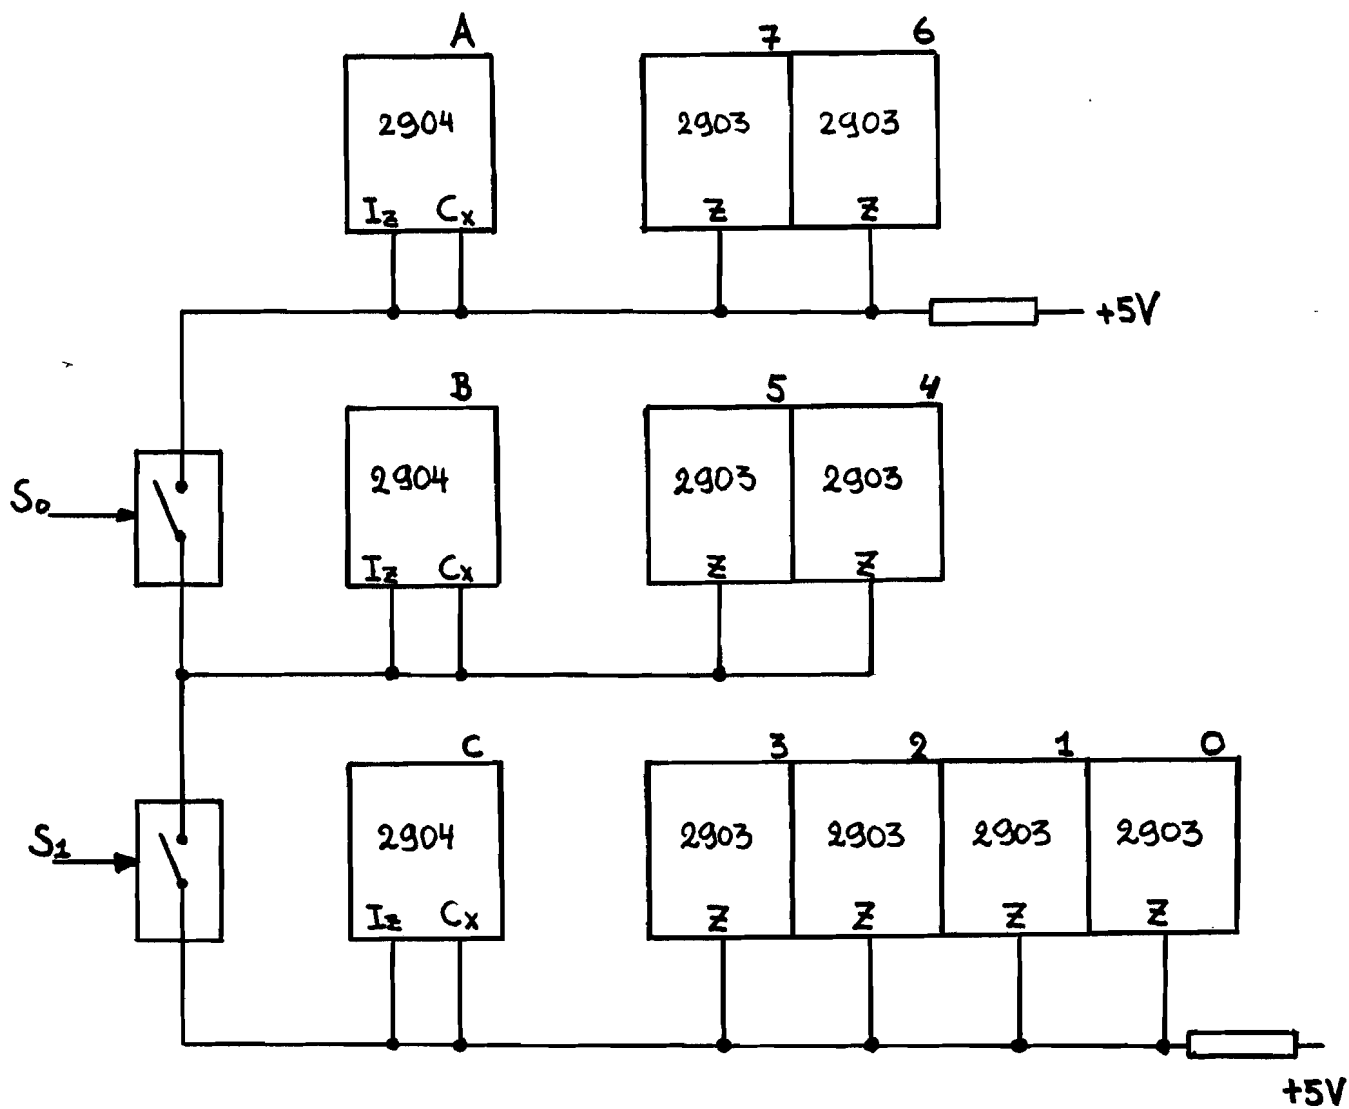 A 7 6
2904 2903 2903
Iz Cx Z Z
+5V
B 5 4
S0 2904 2903 2903
Iz Cx Z Z
C 3 2 1 0
S1 2904 2903 2903 2903 2903
Iz Cx Z Z Z Z
+5V